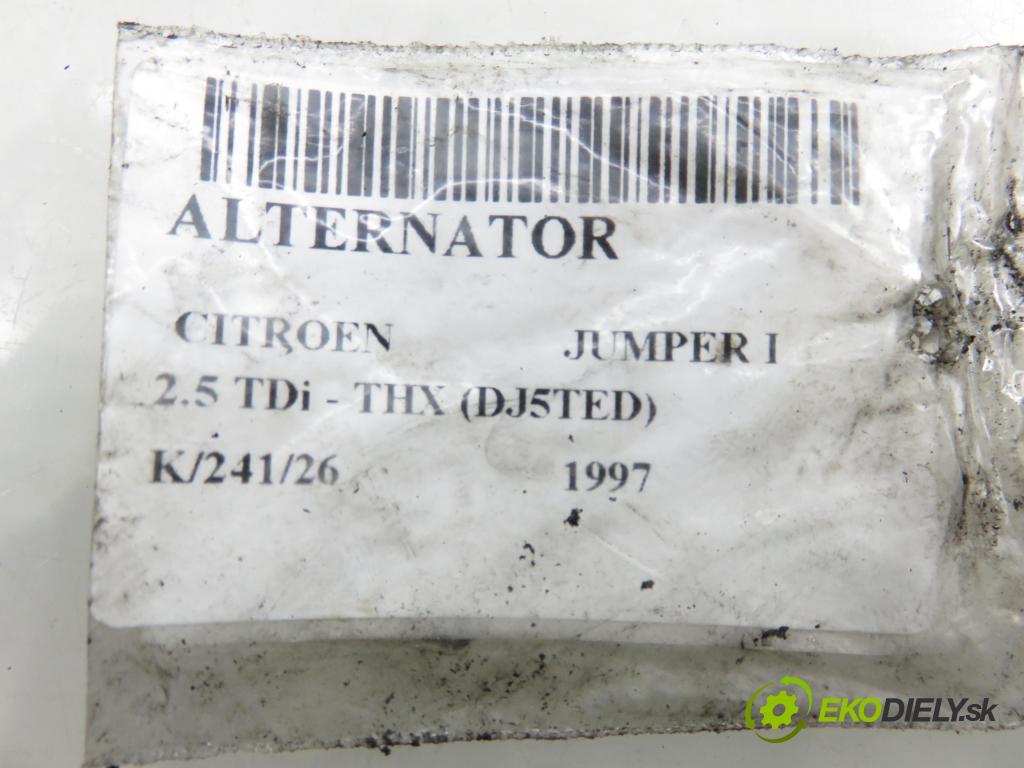 ALTERNATOR
CITROEN JUMPER I
2.5 TDi - THX (DJ5TED)
K/241/26 1997
EKODIELY.sk